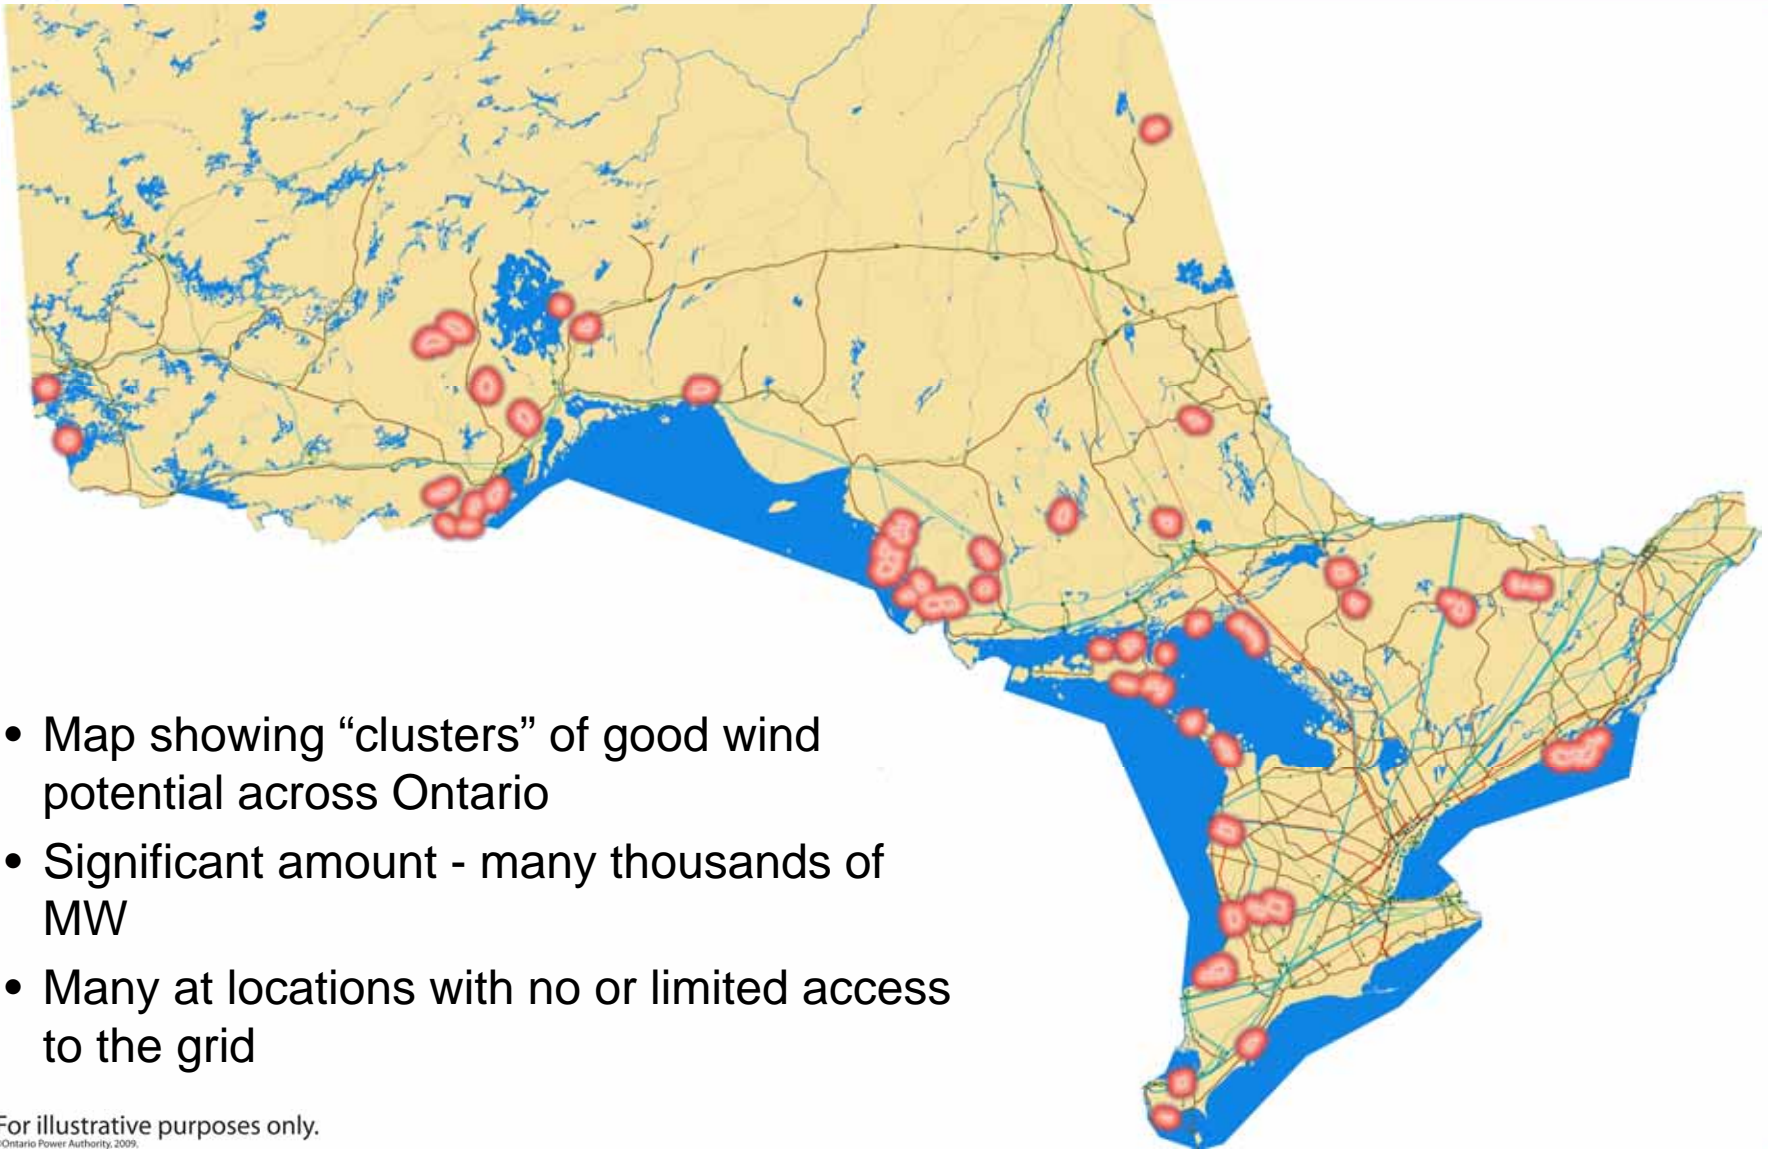 • Map showing “clusters” of good wind
potential across Ontario
• Significant amount - many thousands of
MW
• Many at locations with no or limited access
to the grid
For illustrative purposes only.
©Ontario Power Authority, 2009.